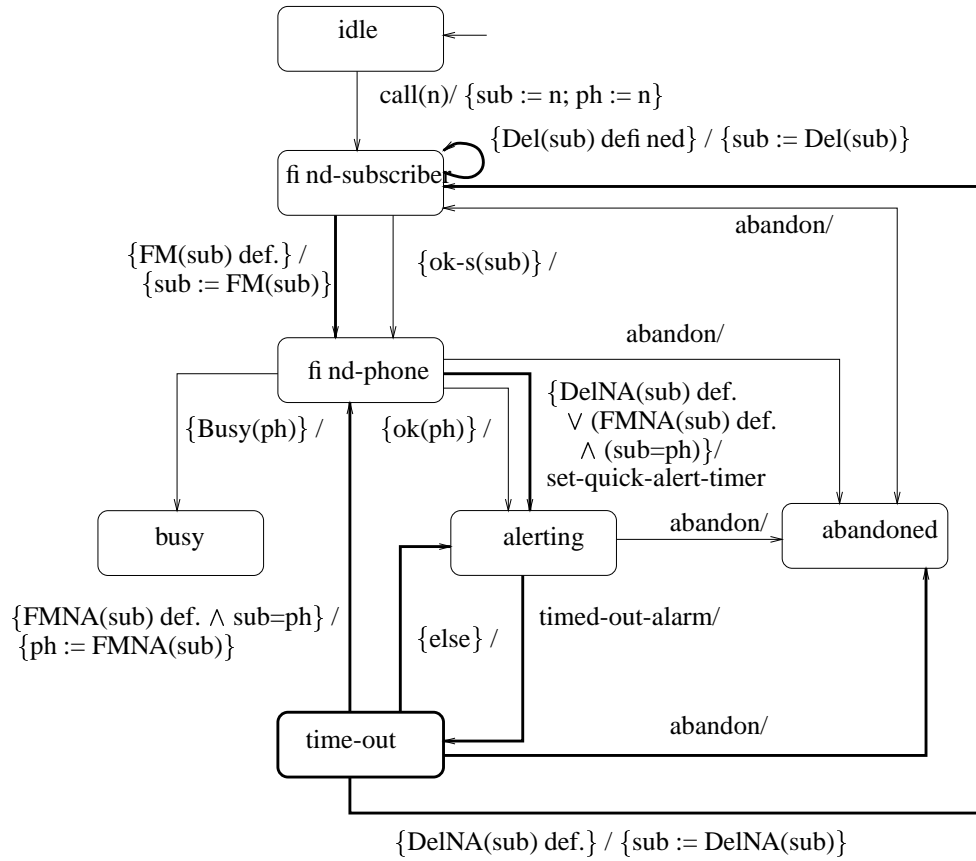 idle
call(n)/ {sub := n; ph := n}
{Del(sub) defi ned} / {sub := Del(sub)}
fi nd-subscriber
abandon/
{FM(sub) def.} /
{sub := FM(sub)}
{ok-s(sub)} /
abandon/
fi nd-phone
{DelNA(sub) def.
∨ (FMNA(sub) def.
∧ (sub=ph)}/
set-quick-alert-timer
{Busy(ph)} /
{ok(ph)} /
busy
alerting
abandon/
abandoned
{FMNA(sub) def. ∧ sub=ph} /
{ph := FMNA(sub)}
{else} /
timed-out-alarm/
time-out
abandon/
{DelNA(sub) def.} / {sub := DelNA(sub)}